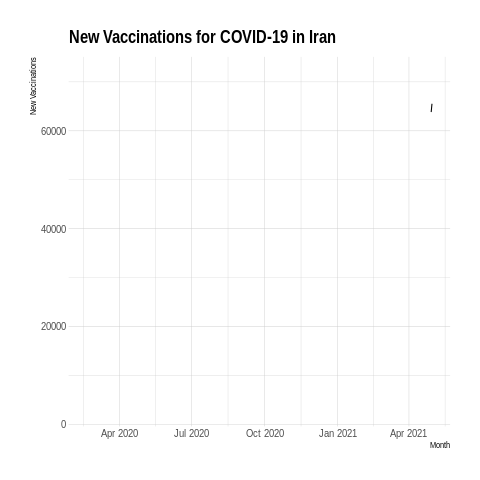 New Vaccinations for COVID-19 in Iran
New Vaccinations
60000
40000
20000
0
Apr 2020 Jul 2020 Oct 2020 Jan 2021 Apr 2021
Month